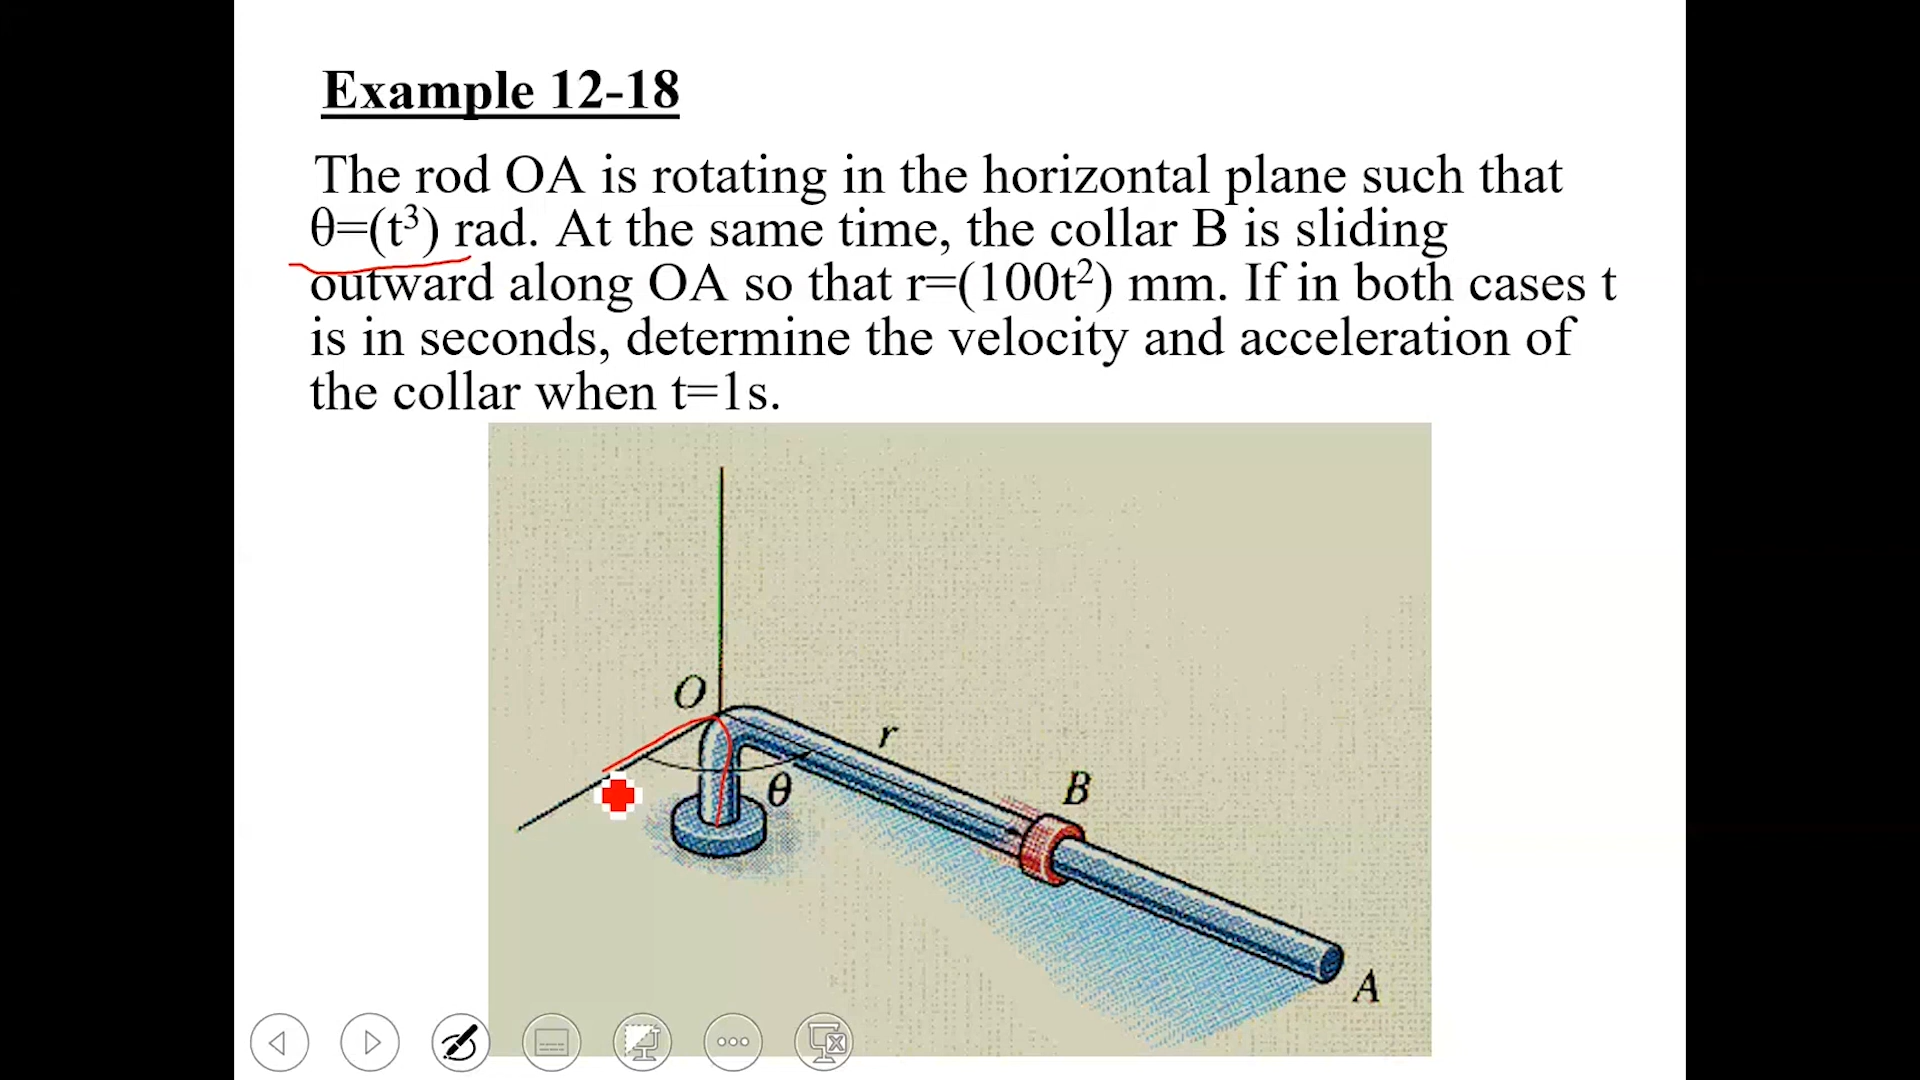 Example 12-18
The rod OA is rotating in the horizontal plane such that
θ=(t³) rad. At the same time, the collar B is sliding
outward along OA so that r=(100t²) mm. If in both cases t
is in seconds, determine the velocity and acceleration of
the collar when t=1s.
O
r
θ
B
A